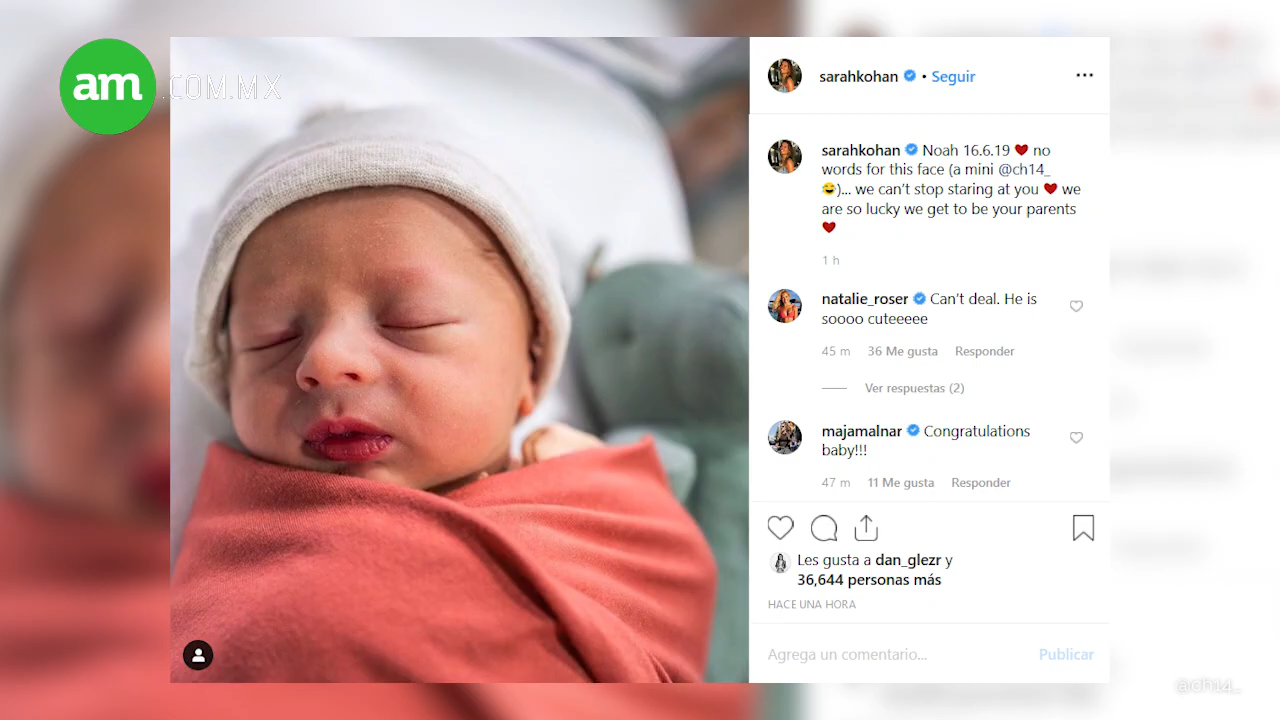 am.COM.MX
sarahkohan • Seguir
sarahkohan Noah 16.6.19 ❤️ no
words for this face (a mini @ch14_
😂)... we can't stop staring at you ❤️ we
are so lucky we get to be your parents
❤️
1 h
natalie_roser Can't deal. He is
soooo cuteeeee
45 m 36 Me gusta Responder
Ver respuestas (2)
majamalnar Congratulations
baby!!!
47 m 11 Me gusta Responder
Les gusta a dan_glezr y
36,644 personas más
HACE UNA HORA
Agrega un comentario... Publicar
@ch14_